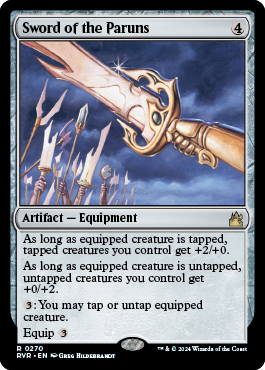 Sword of the Paruns 4
Artifact — Equipment
As long as equipped creature is tapped,
tapped creatures you control get +2/+0.
As long as equipped creature is untapped,
untapped creatures you control get
+0/+2.
3: You may tap or untap equipped
creature.
Equip 3
R 0270
RVR • EN Greg Hildebrandt ™ & © 2024 Wizards of the Coast